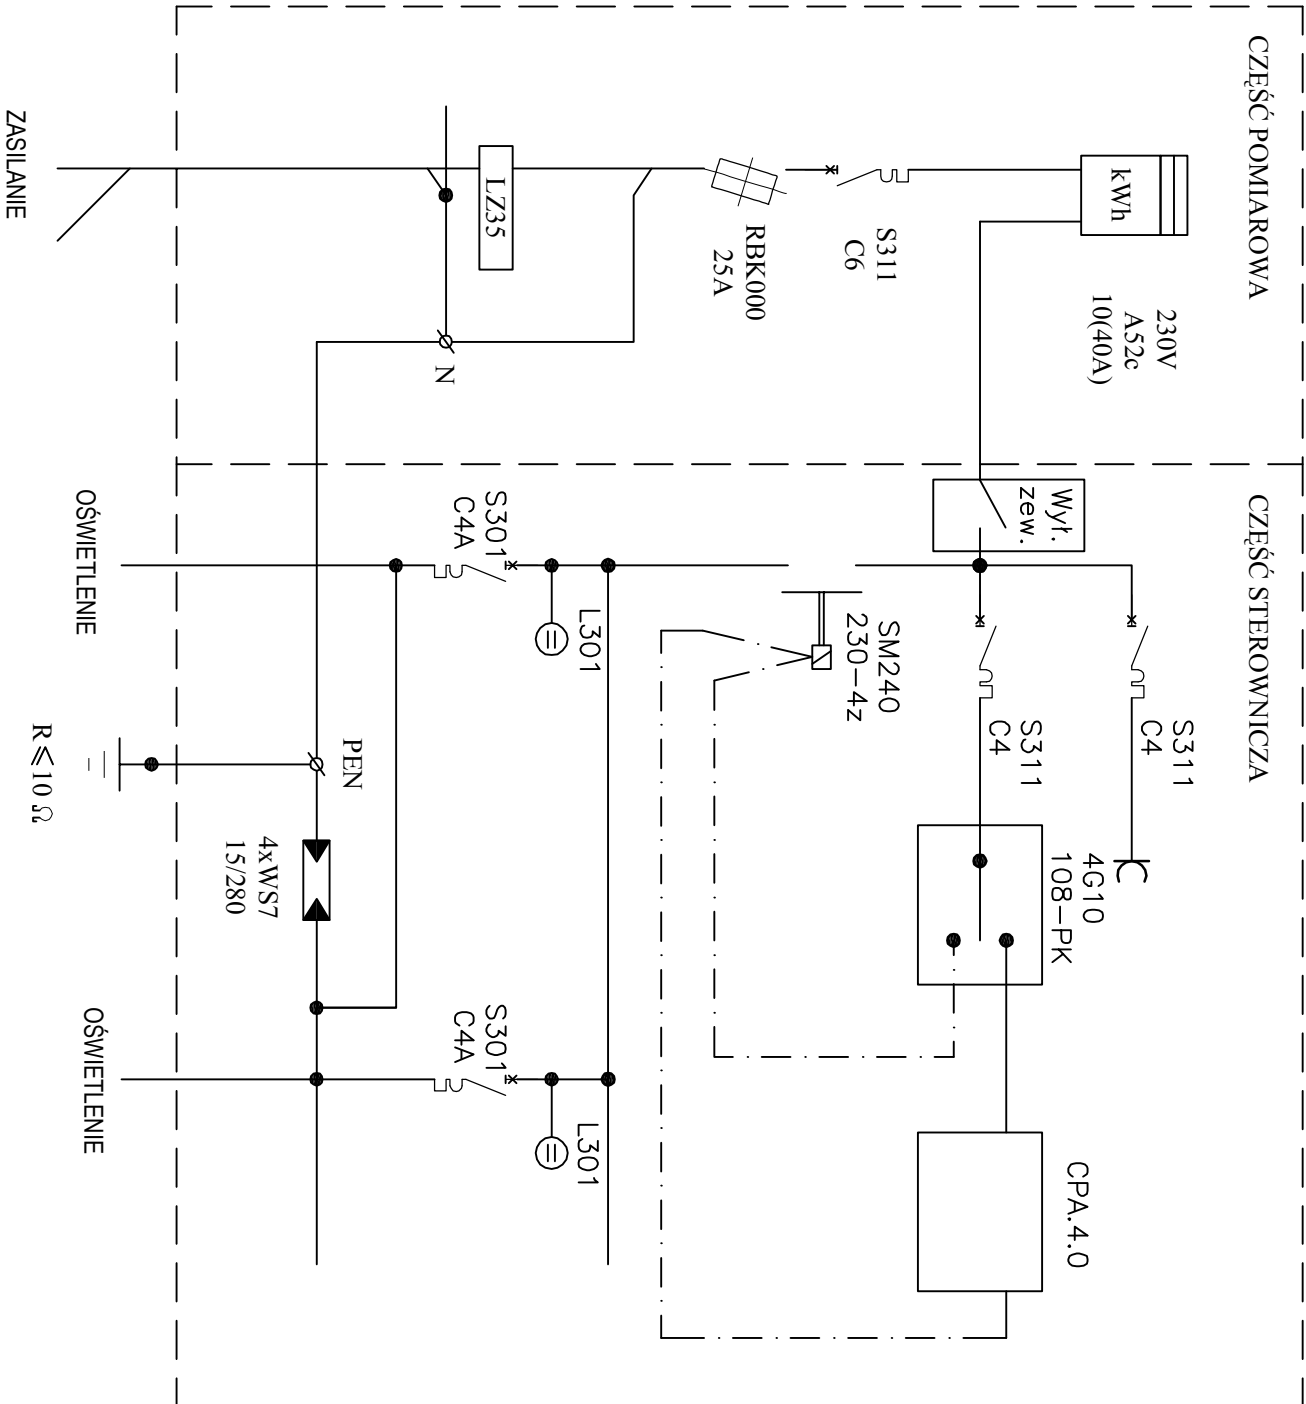 CZĘŚĆ POMIAROWA
230V
A52c
10(40A)
kWh
S311
C6
RBK000
25A
LZ35
N
ZASILANIE
CZĘŚĆ STEROWNICZA
Wył.
zew.
S311
C4
S311
C4
4G10
108-PK
CPA.4.0
SM240
230-4z
L301
S301
C4A
OŚWIETLENIE
PEN
R⩽10 Ω
4xWS7
15/280
L301
S301
C4A
OŚWIETLENIE